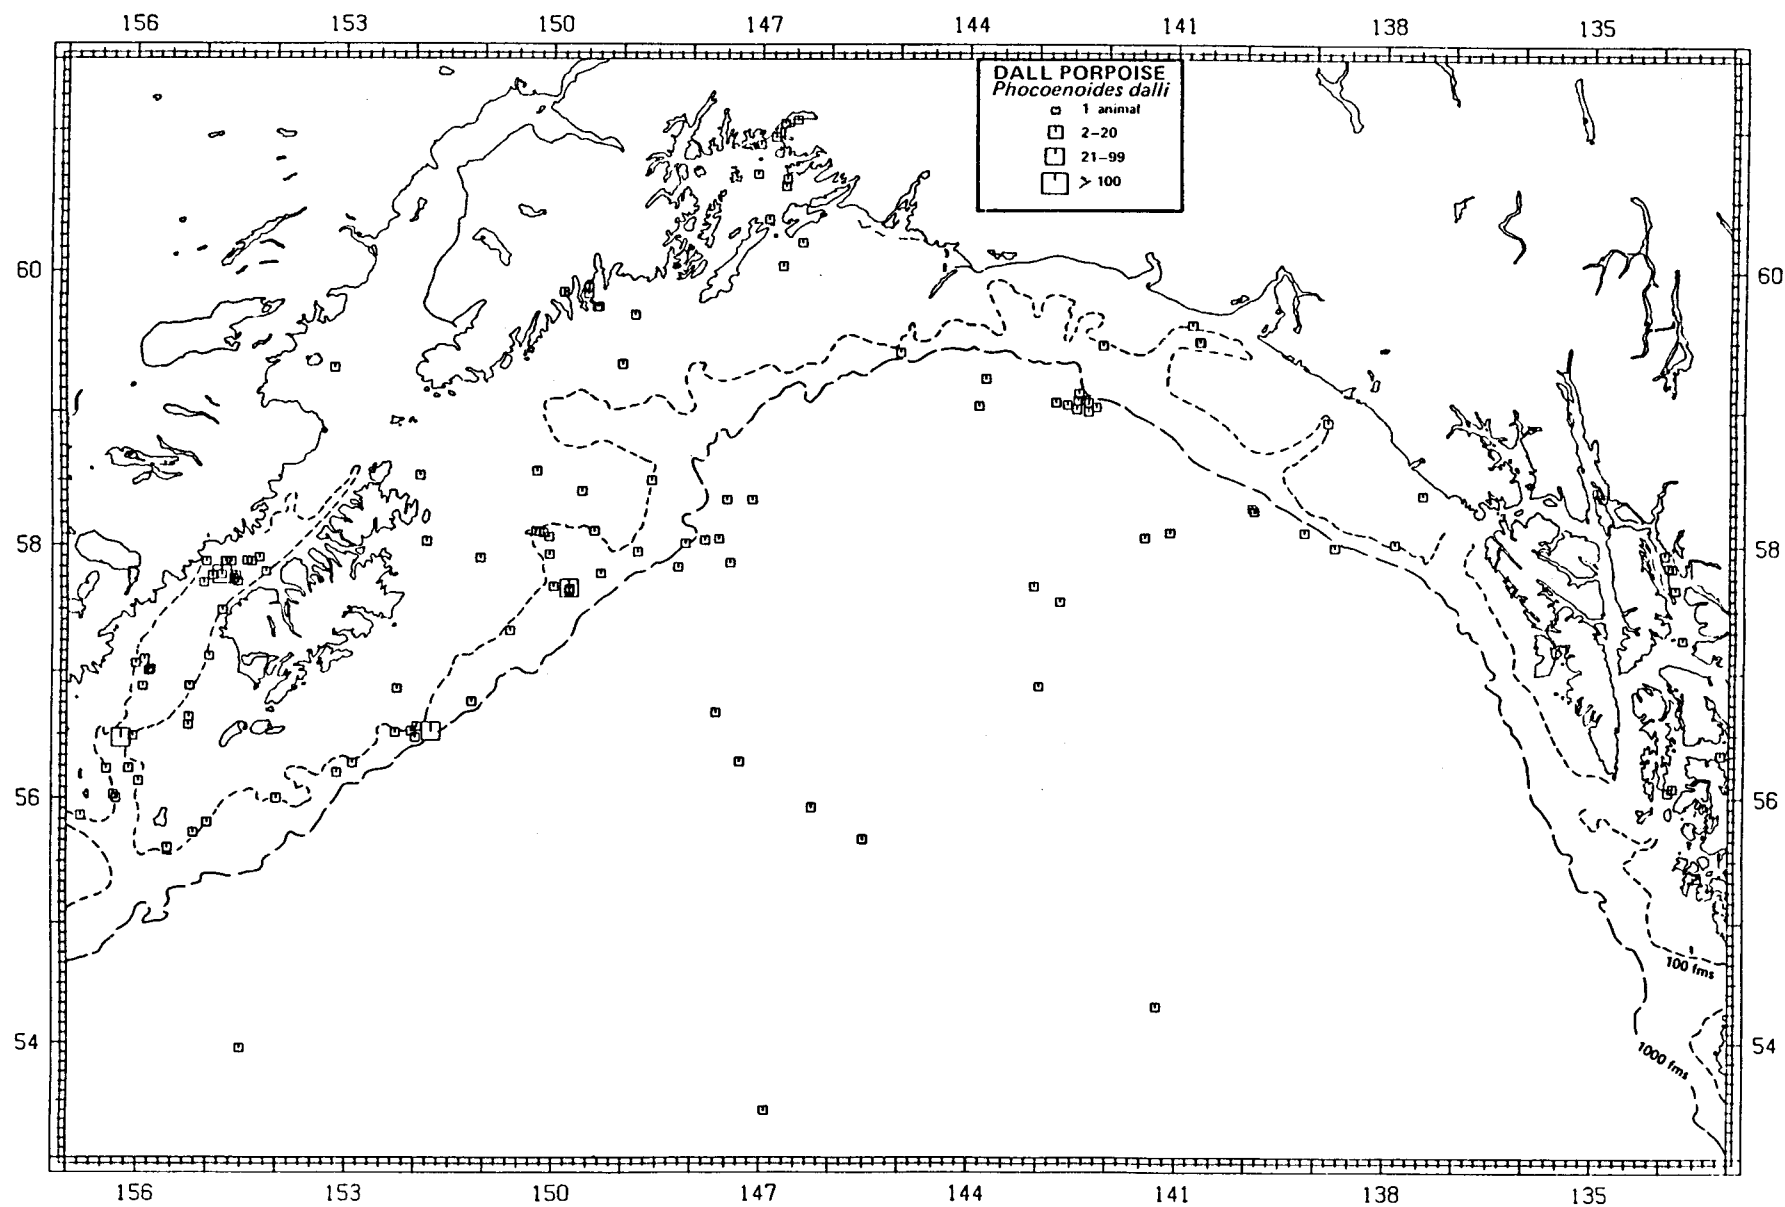 156 153 150 147 144 141 138 135
DALL PORPOISE
Phocoenoides dalli
1 animal
2-20
21-99
> 100
60 60
58 58
56 56
100 fms
54 54
1000 fms
156 153 150 147 144 141 138 135